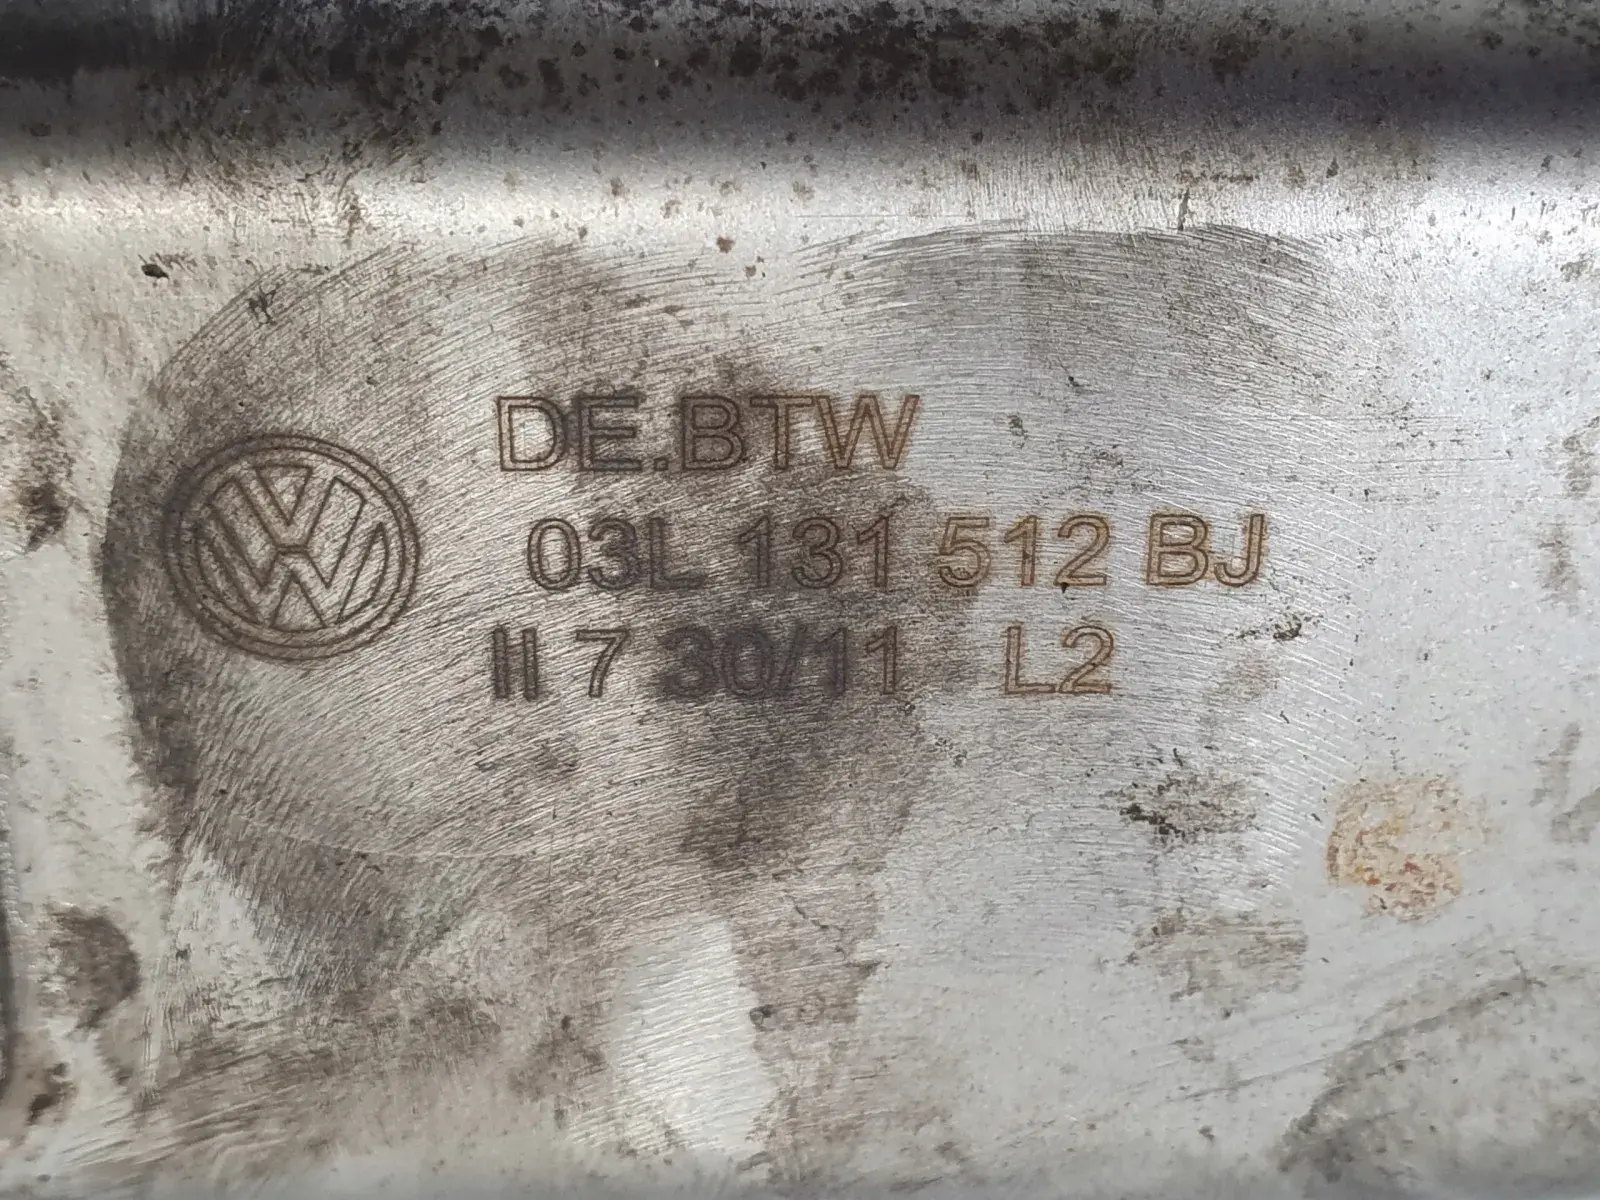 DE.BTW
03L 131 512 BJ
II 7 30/11 L2